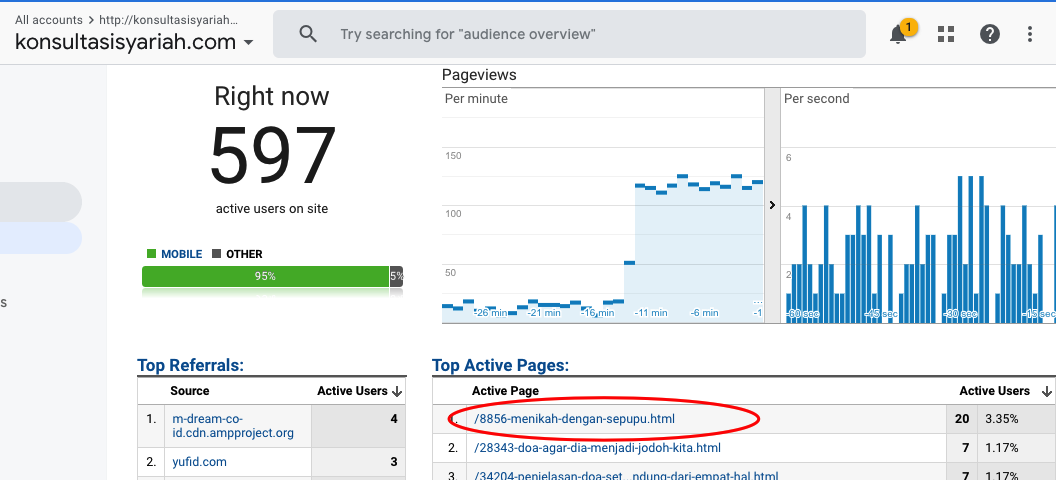 All accounts > http://konsultasisyariah...
konsultasisyariah.com
Try searching for "audience overview"
1
Right now
597
active users on site
MOBILE OTHER
95% 5%
Pageviews
Per minute
150
100
50
-26 min -21 min -16 min -11 min -6 min -1
Per second
6
4
2
-60 sec -45 sec -30 sec -15 sec
s
Top Referrals:
Source Active Users
1. m-dream-co-
id.cdn.ampproject.org 4
2. yufid.com 3
Top Active Pages:
Active Page Active Users
1. /8856-menikah-dengan-sepupu.html 20 3.35%
2. /28343-doa-agar-dia-menjadi-jodoh-kita.html 7 1.17%
3. /34204-penjelasan-doa-set...ndung-dari-empat-hal.html 7 1.17%